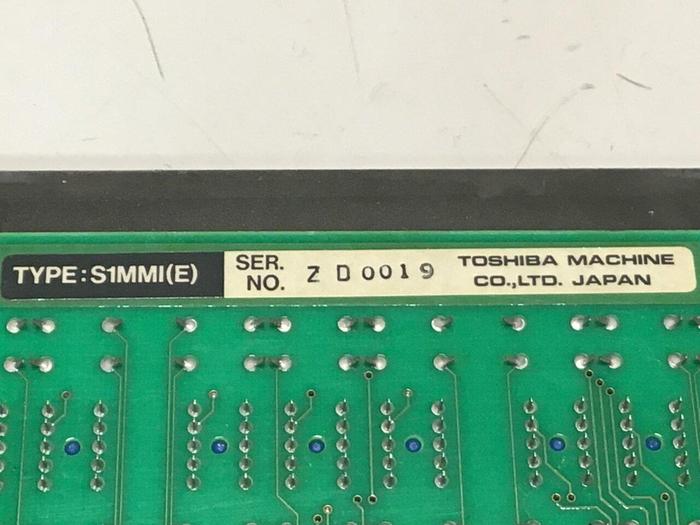 TYPE:S1MMI(E)
SER.
NO.
Z D 0019
TOSHIBA MACHINE
CO.,LTD. JAPAN